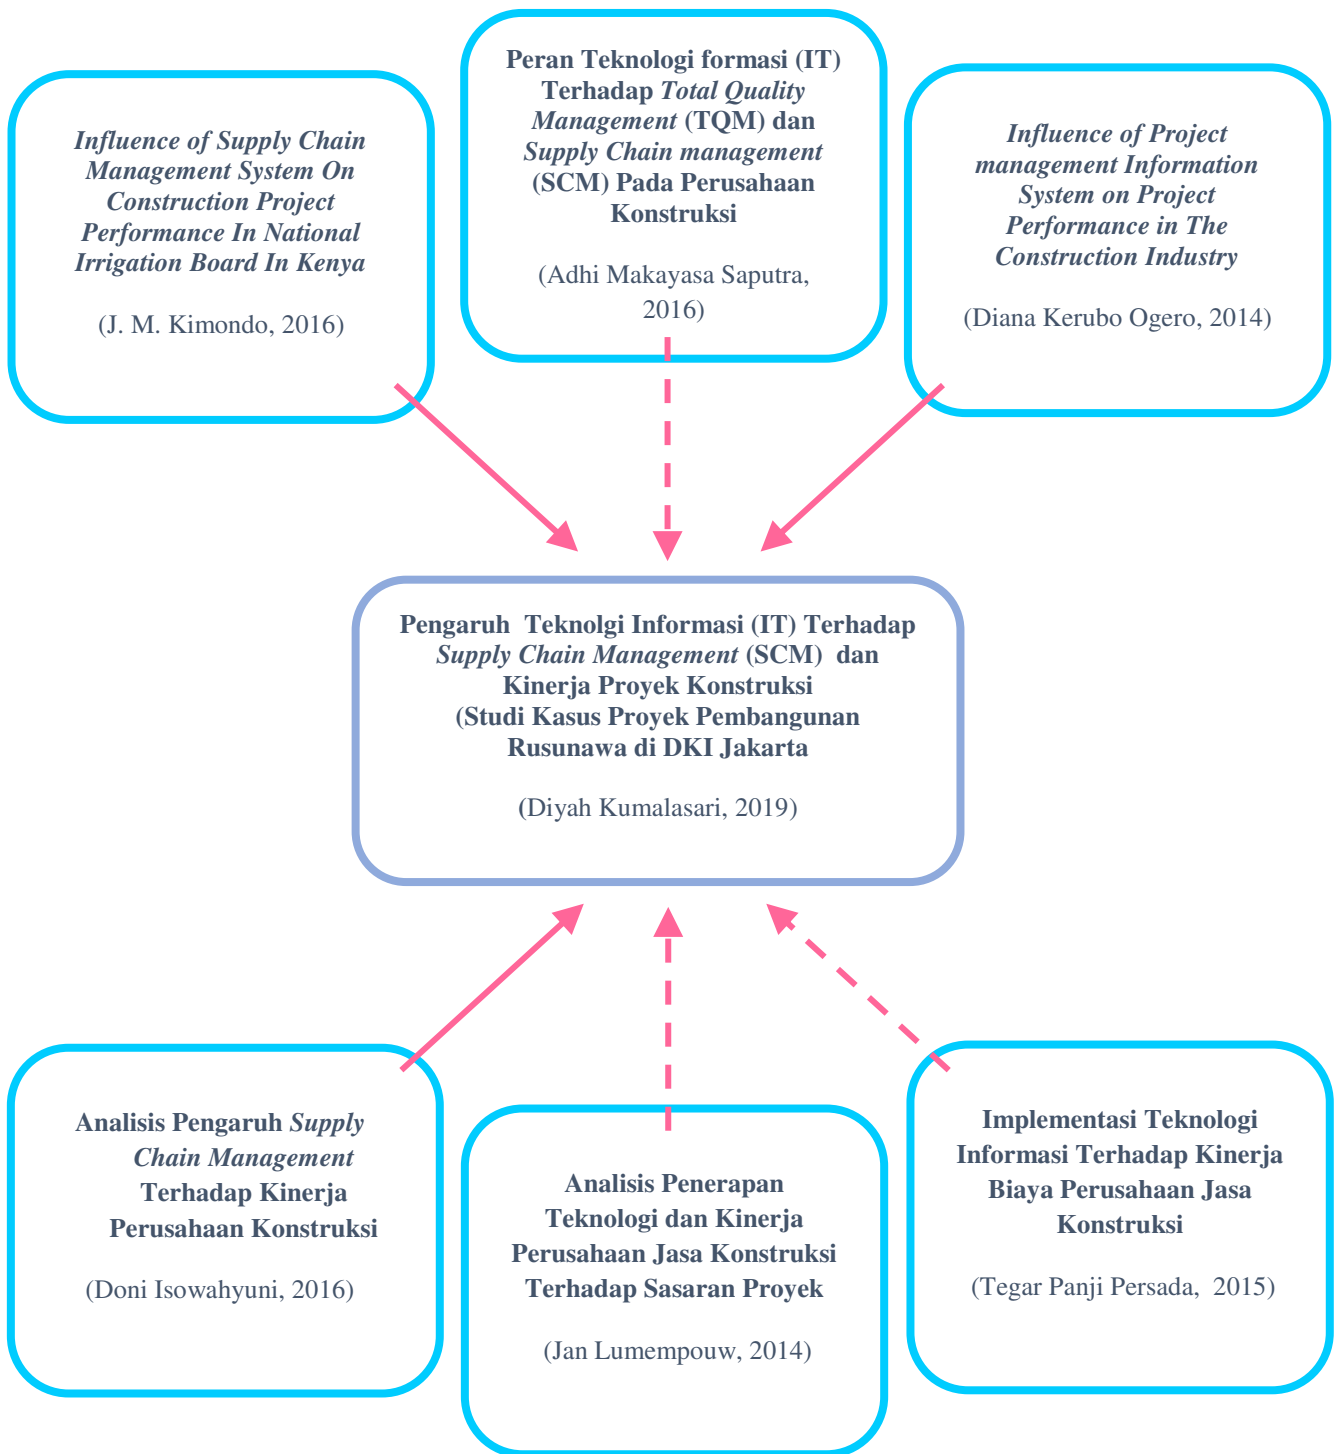 Influence of Supply Chain
Management System On
Construction Project
Performance In National
Irrigation Board In Kenya
(J. M. Kimondo, 2016)
Peran Teknologi formasi (IT)
Terhadap Total Quality
Management (TQM) dan
Supply Chain management
(SCM) Pada Perusahaan
Konstruksi
(Adhi Makayasa Saputra,
2016)
Influence of Project
management Information
System on Project
Performance in The
Construction Industry
(Diana Kerubo Ogero, 2014)
Pengaruh Teknolgi Informasi (IT) Terhadap
Supply Chain Management (SCM) dan
Kinerja Proyek Konstruksi
(Studi Kasus Proyek Pembangunan
Rusunawa di DKI Jakarta
(Diyah Kumalasari, 2019)
Analisis Pengaruh Supply
Chain Management
Terhadap Kinerja
Perusahaan Konstruksi
(Doni Isowahyuni, 2016)
Analisis Penerapan
Teknologi dan Kinerja
Perusahaan Jasa Konstruksi
Terhadap Sasaran Proyek
(Jan Lumempouw, 2014)
Implementasi Teknologi
Informasi Terhadap Kinerja
Biaya Perusahaan Jasa
Konstruksi
(Tegar Panji Persada, 2015)